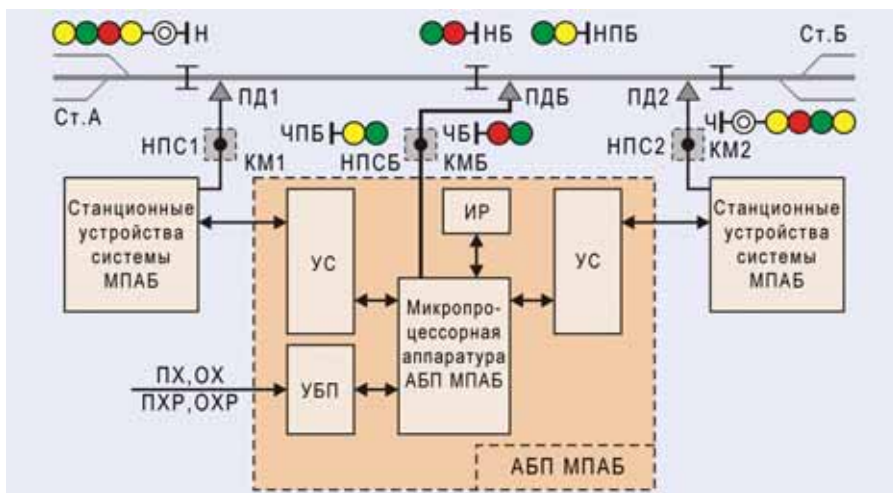 Н
НБ
НПБ
Ст.Б
ПД1
ПДБ
ПД2
Ст.А
ЧПБ
ЧБ
Ч
НПС1
КМ1
НПСБ
КМБ
НПС2
КМ2
Станционные
устройства
системы
МПАБ
УС
ИР
УС
Станционные
устройства
системы
МПАБ
Микропро-
цессорная
аппаратура
АБП МПАБ
ПХ,ОХ
ПХР,ОХР
УБП
АБП МПАБ